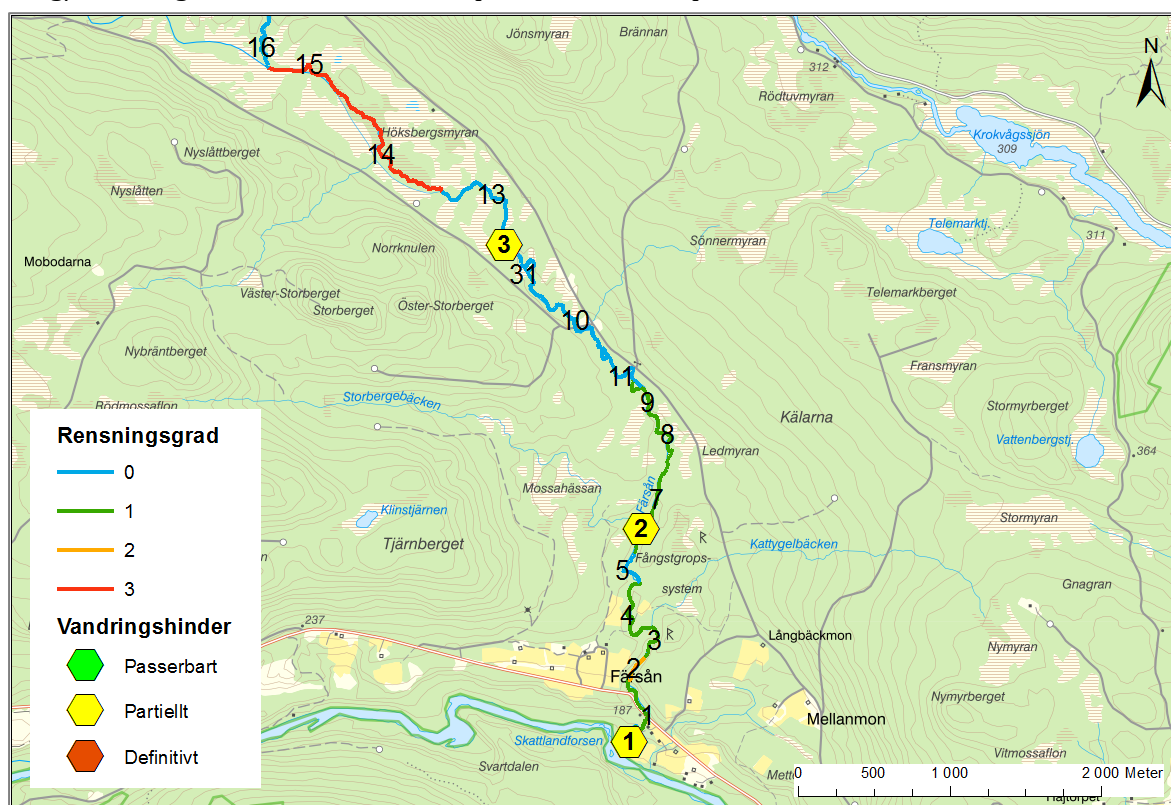 16
15
Jönsmyran
Brännan
N
312
Rödtuvmyran
Krokvågssjön
309
Höksbergsmyran
Nyslåttberget
14
Nyslåtten
13
Telemarktj.
311
3
Norrknulen
Sönnermyran
Mobodarna
31
Väster-Storberget
Öster-Storberget
Storberget
Telemarkberget
10
Nybräntberget
11
Fransmyran
Storbergebäcken
9
Rödmossaflon
Stormyrberget
Kälarna
8
Vattenbergstj.
364
Ledmyran
Rensningsgrad
0
1
2
3
Mossahässan
Färsån
7
Klinstjärnen
Stormyran
2
Tjärnberget
Kattygelbäcken
Fångstgrops-
system
5
Gnagran
237
4
3
Långbäckmon
Nymyran
2
Färsån
Nymyrberget
187
1
Mellanmon
Skattlandforsen
1
Vitmossaflon
Svartdalen
Vandringshinder
Passerbart
Partiellt
Definitivt
0 500 1 000 2 000 Meter